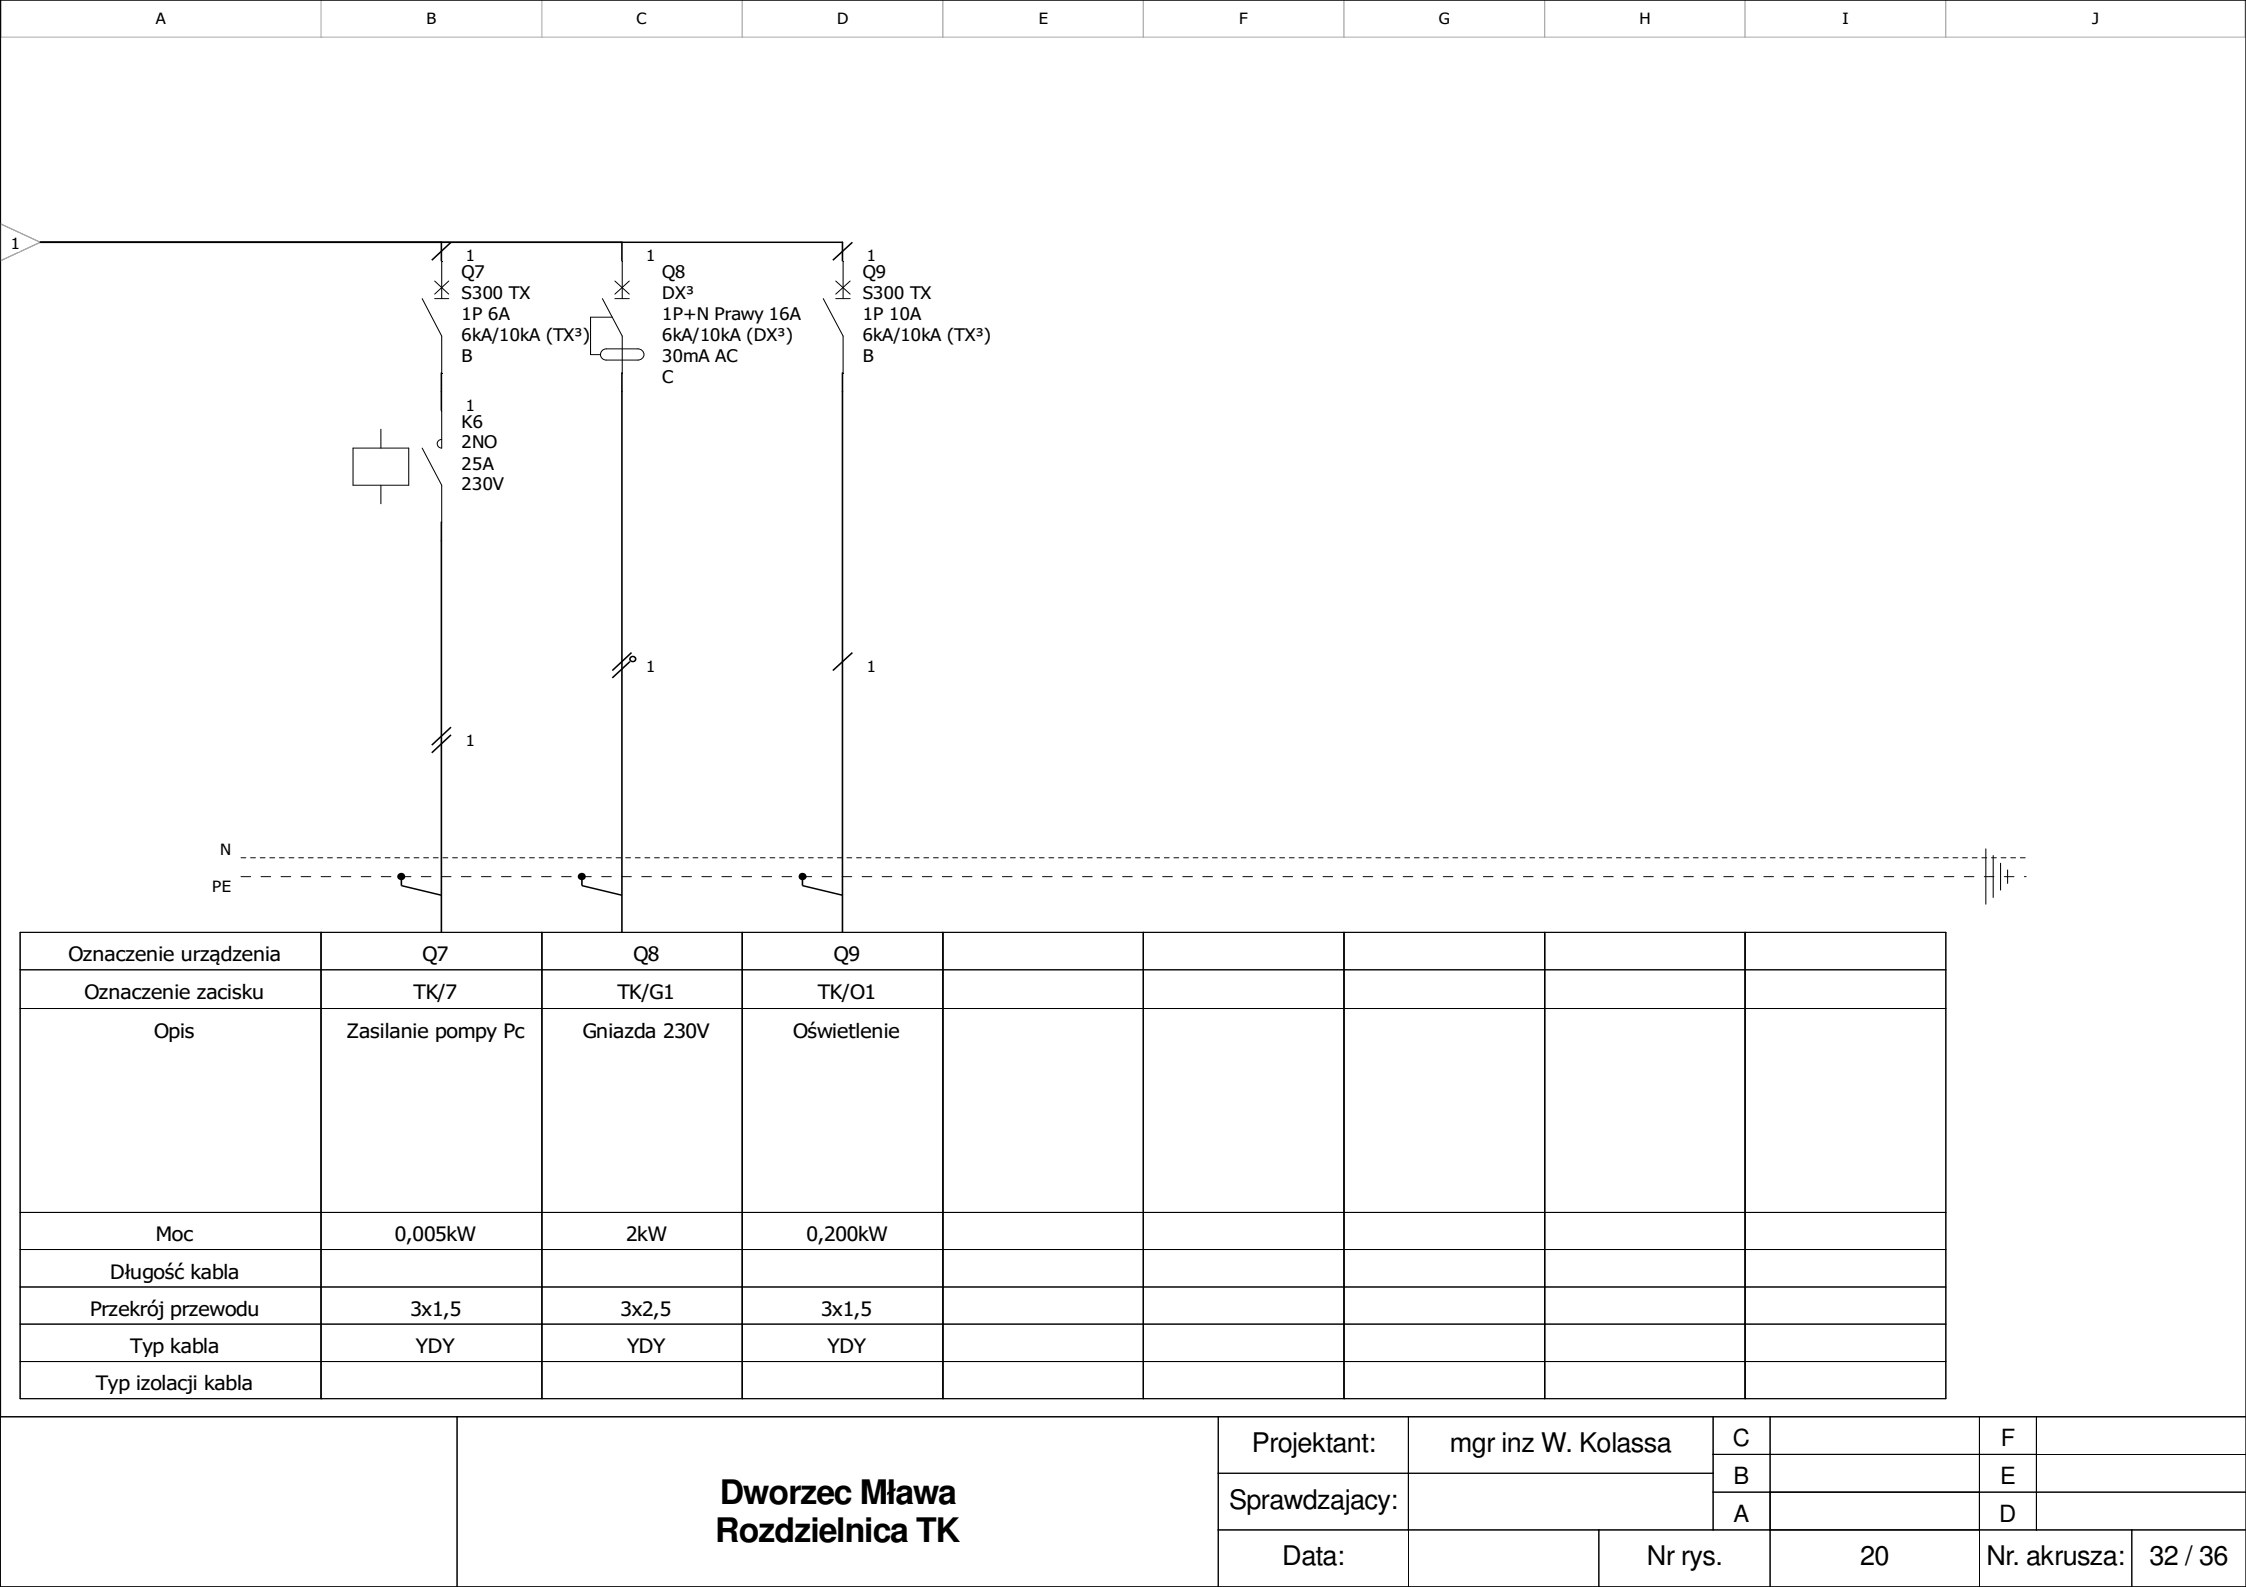 A B C D E F G H I J
1
1 1 1
Q7 Q8 Q9
S300 TX DX³ S300 TX
1P 6A 1P+N Prawy 16A 1P 10A
6kA/10kA (TX³) 6kA/10kA (DX³) 6kA/10kA (TX³)
B 30mA AC B
C
1
K6
2NO
25A
230V
1 1
1
N
PE
Oznaczenie urządzenia Q7 Q8 Q9
Oznaczenie zacisku TK/7 TK/G1 TK/O1
Opis Zasilanie pompy Pc Gniazda 230V Oświetlenie
Moc 0,005kW 2kW 0,200kW
Długość kabla
Przekrój przewodu 3x1,5 3x2,5 3x1,5
Typ kabla YDY YDY YDY
Typ izolacji kabla
Dworzec Mława
Rozdzielnica TK
Projektant: mgr inz W. Kolassa C F
B E
Sprawdzajacy:
A D
Data: Nr rys. 20 Nr. akrusza: 32 / 36